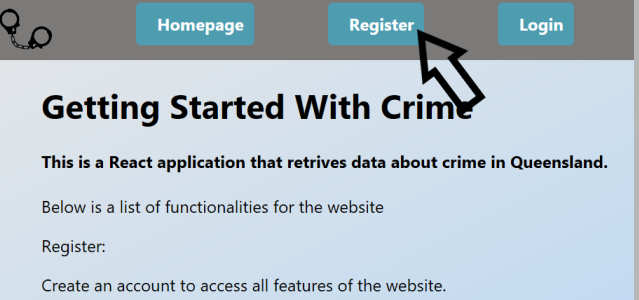 Homepage Register Login
Getting Started With Crime
This is a React application that retrives data about crime in Queensland.
Below is a list of functionalities for the website
Register:
Create an account to access all features of the website.